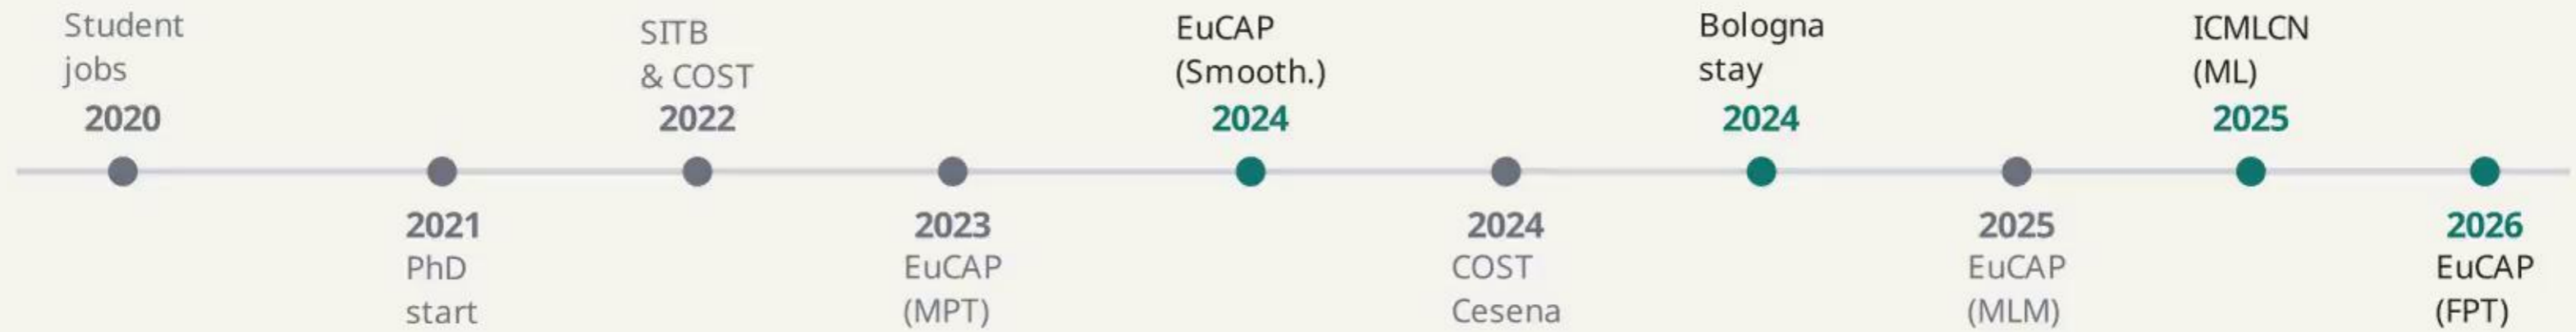 Student
jobs
2020
2021
PhD
start
SITB
& COST
2022
2023
EuCAP
(MPT)
EuCAP
(Smooth.)
2024
2024
COST
Cesena
Bologna
stay
2024
2025
EuCAP
(MLM)
ICMLCN
(ML)
2025
2026
EuCAP
(FPT)